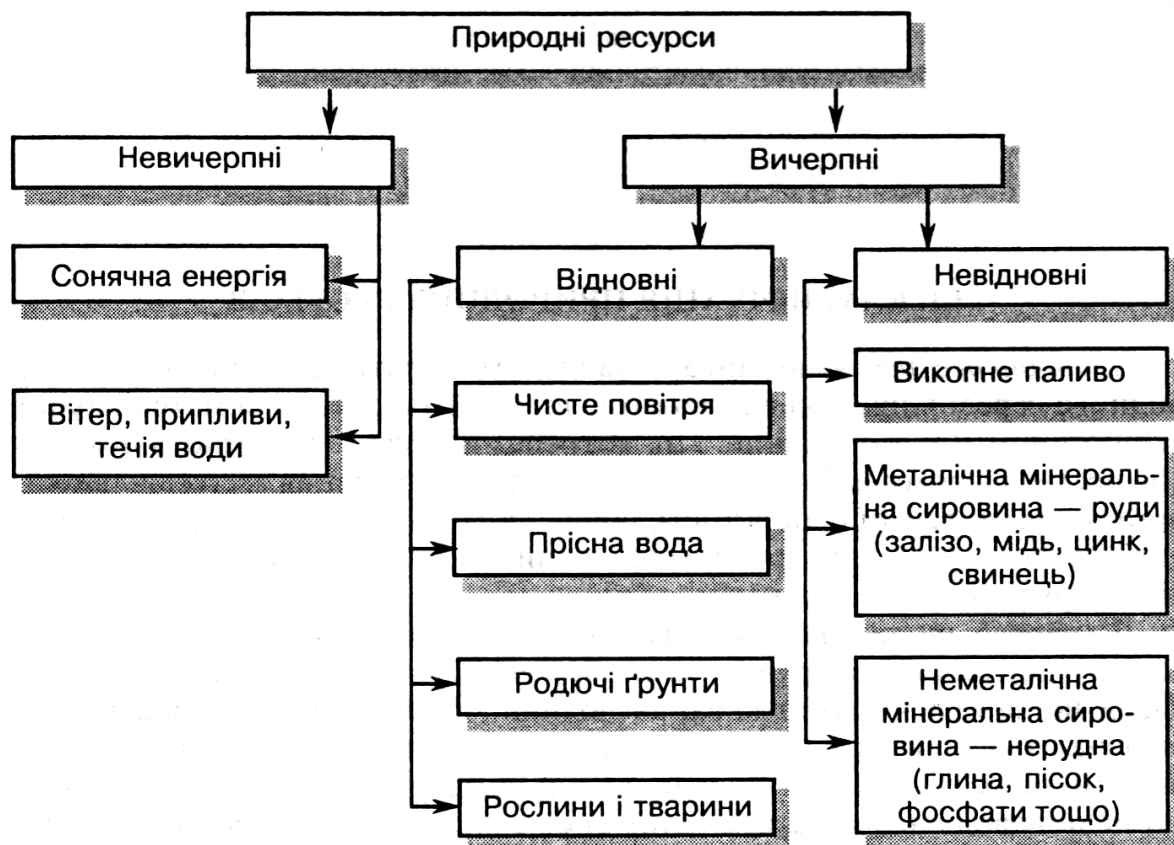 Природні ресурси
Невичерпні
Вичерпні
Сонячна енергія
Вітер, припливи,
течія води
Відновні
Чисте повітря
Прісна вода
Родючі ґрунти
Рослини і тварини
Невідновні
Викопне паливо
Металічна мінераль-
на сировина — руди
(залізо, мідь, цинк,
свинець)
Неметалічна
мінеральна сиро-
вина — нерудна
(глина, пісок,
фосфати тощо)